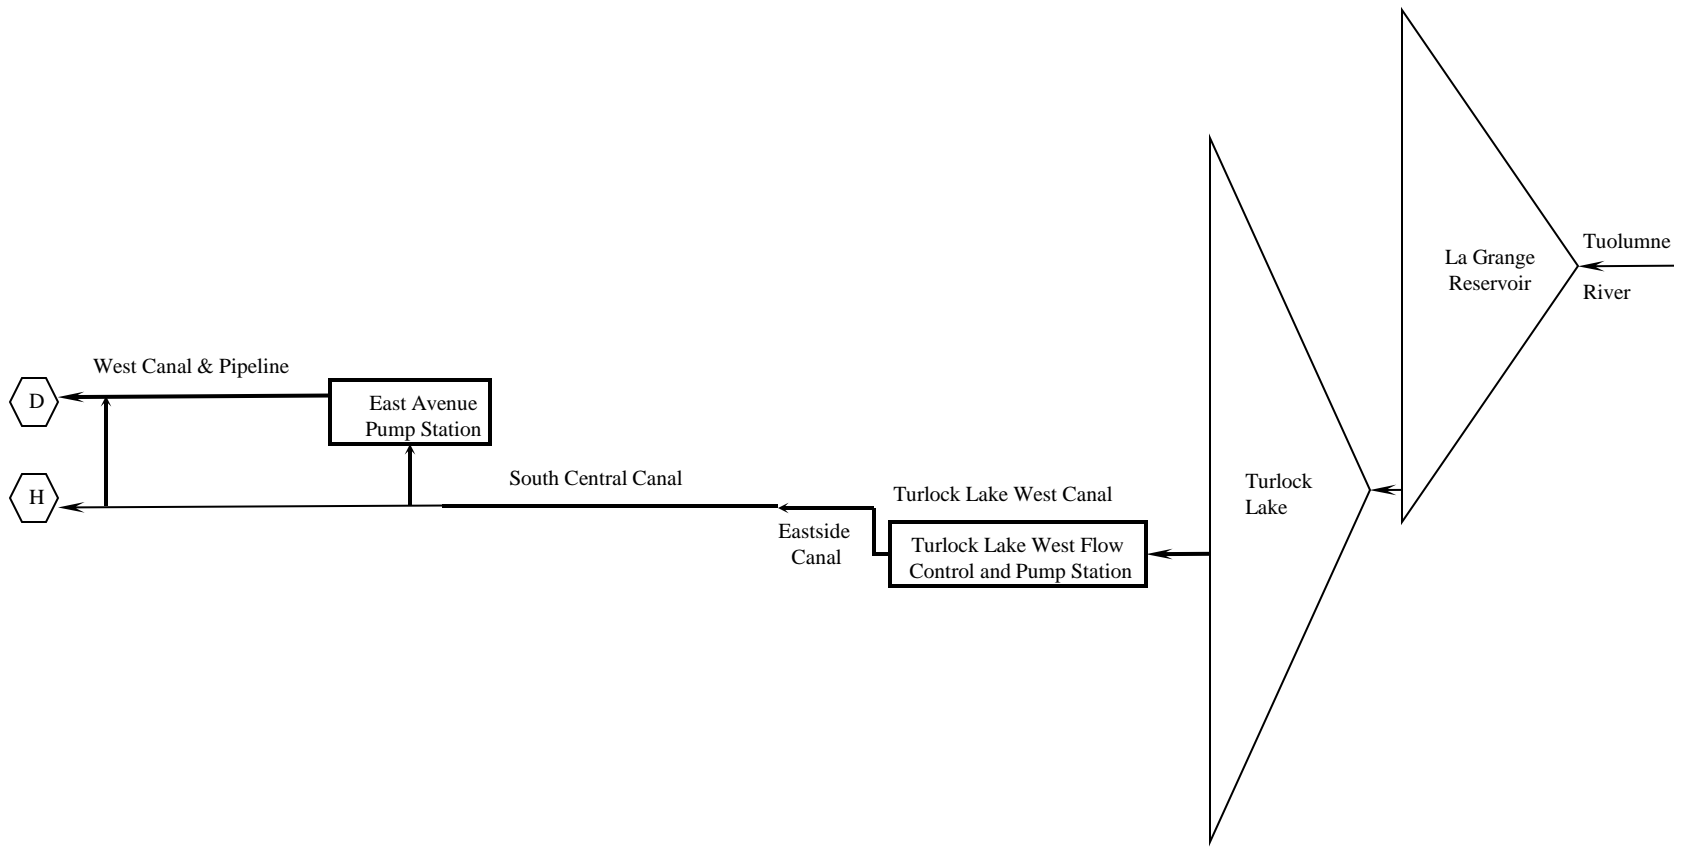 Tuolumne
La Grange
Reservoir
River
West Canal & Pipeline
D
East Avenue
Pump Station
South Central Canal
Turlock
Lake
H
Turlock Lake West Canal
Eastside
Canal
Turlock Lake West Flow
Control and Pump Station